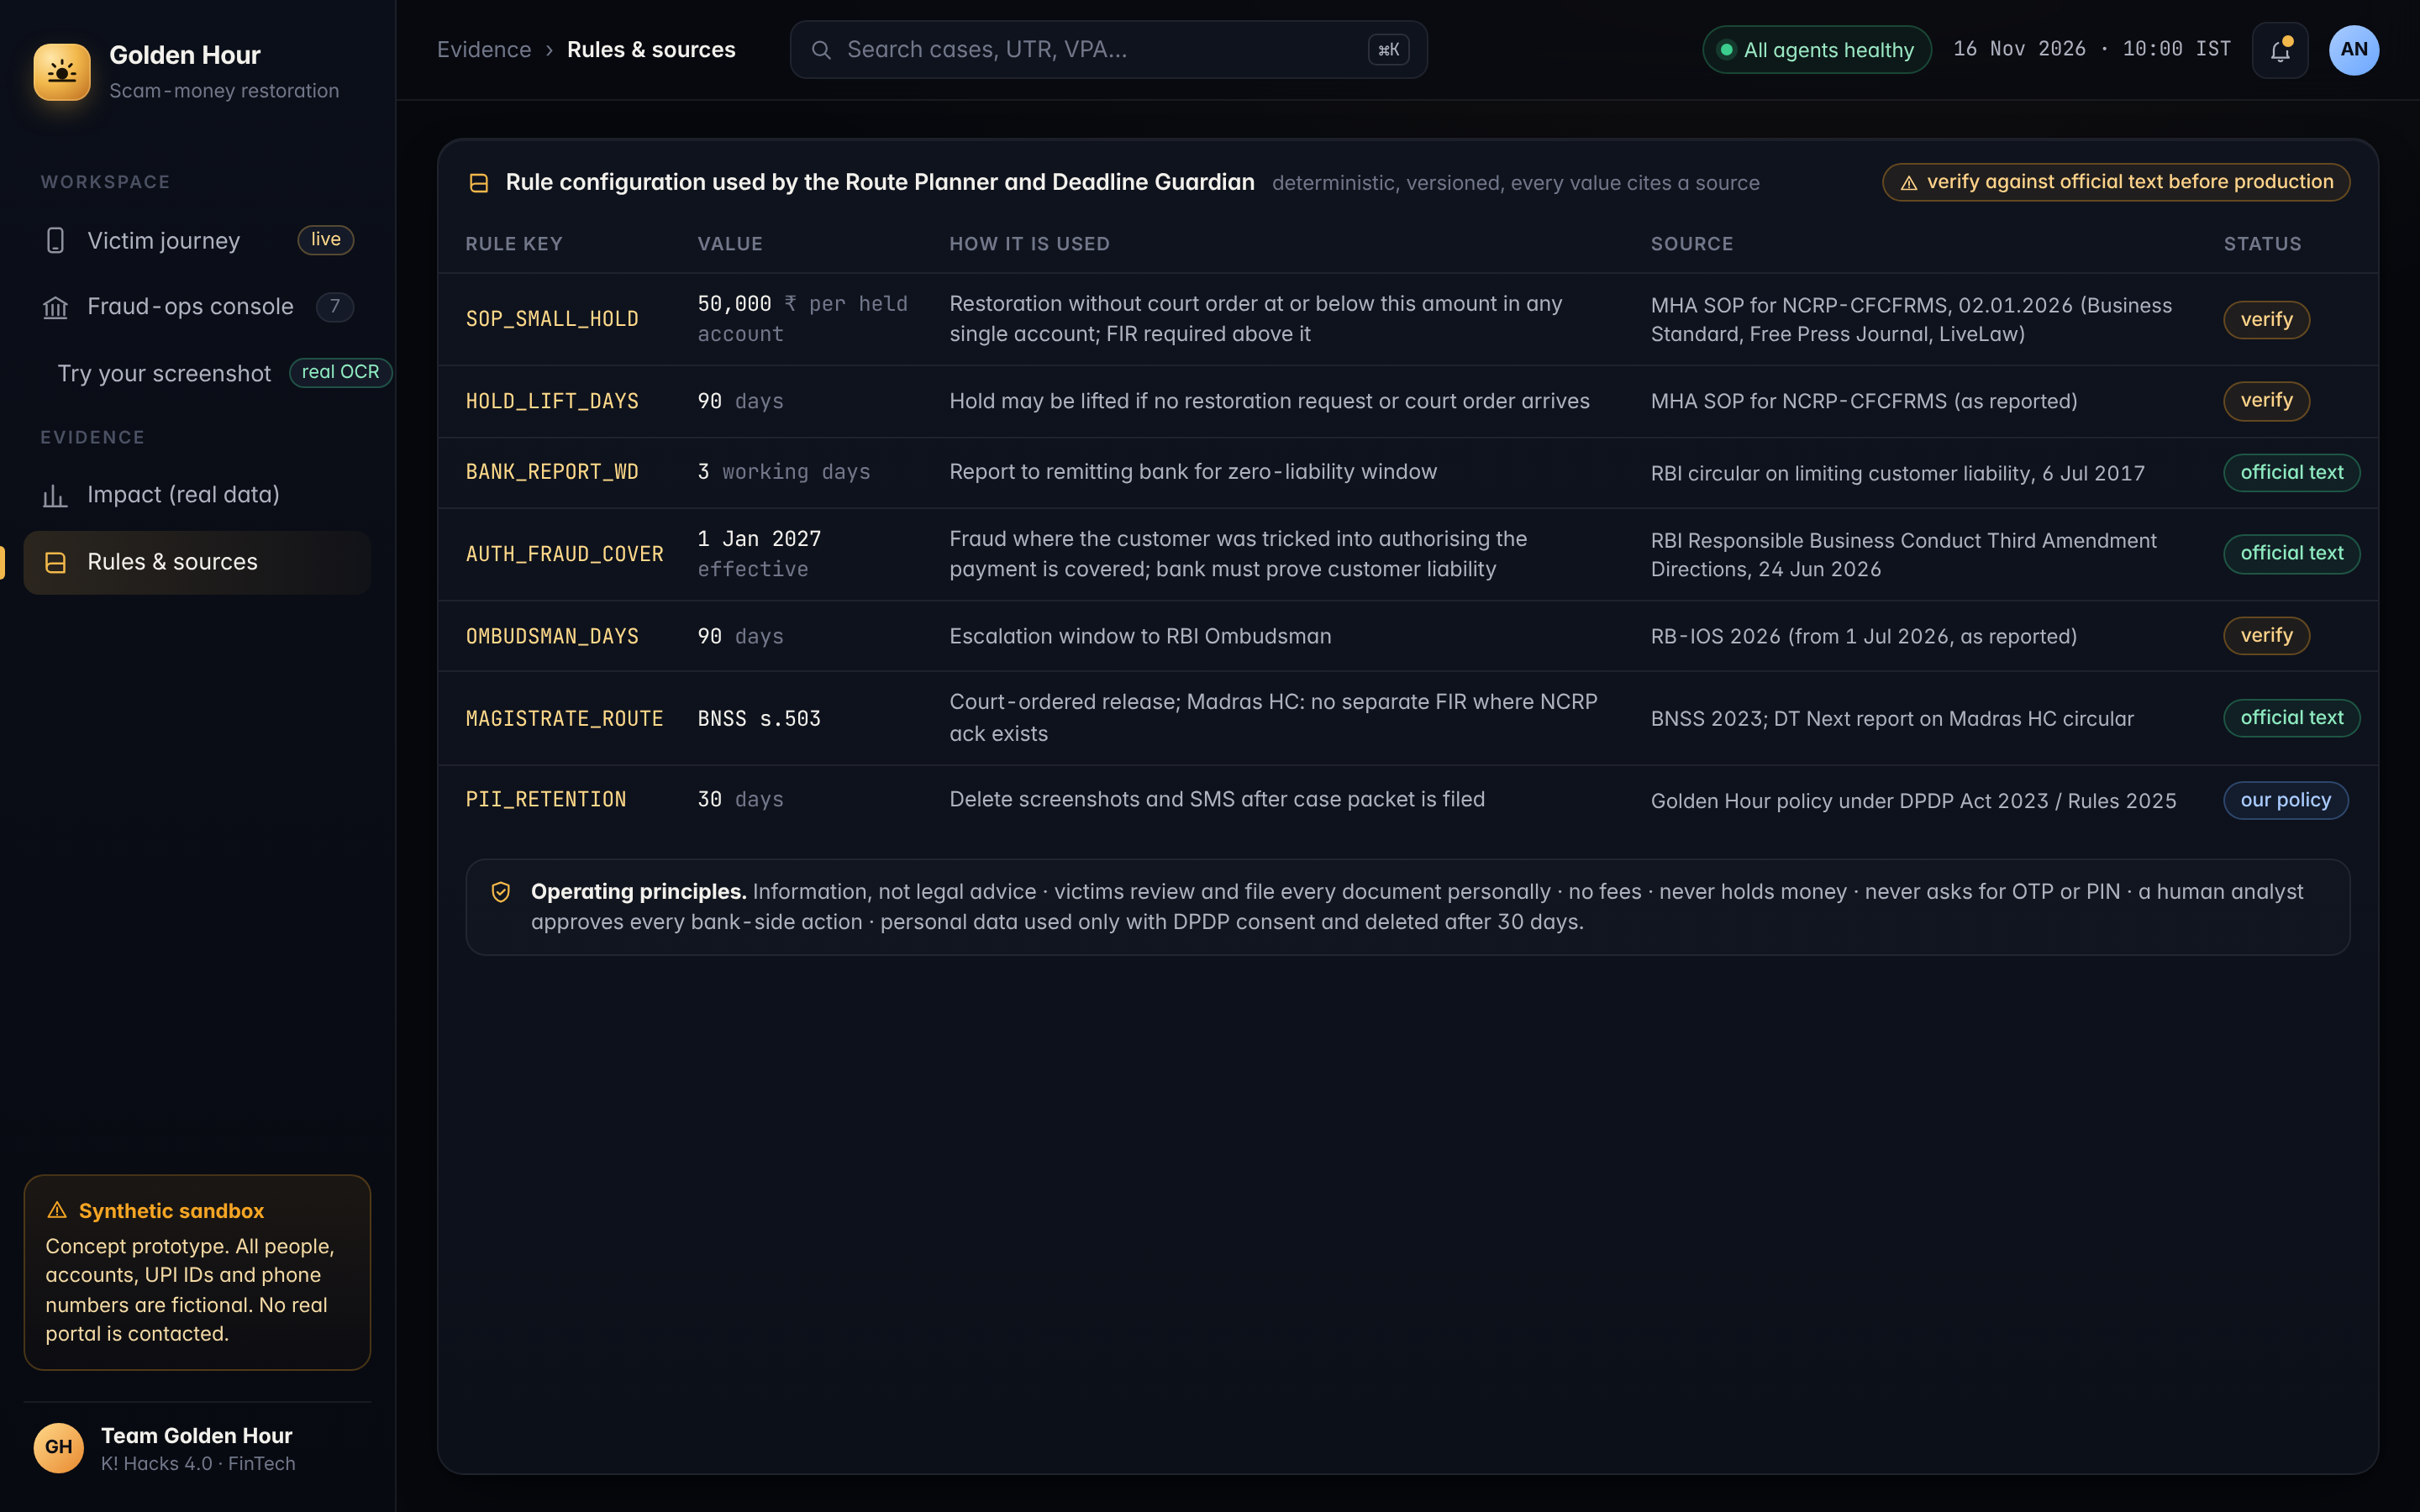 Golden Hour
Scam-money restoration
WORKSPACE
Victim journey live
Fraud-ops console 7
Try your screenshot real OCR
EVIDENCE
Impact (real data)
Rules & sources
Synthetic sandbox
Concept prototype. All people,
accounts, UPI IDs and phone
numbers are fictional. No real
portal is contacted.
GH
Team Golden Hour
K! Hacks 4.0 · FinTech
Evidence › Rules & sources
Search cases, UTR, VPA... ⌘K
All agents healthy
16 Nov 2026 · 10:00 IST
AN
Rule configuration used by the Route Planner and Deadline Guardian deterministic, versioned, every value cites a source
verify against official text before production
RULE KEY VALUE HOW IT IS USED SOURCE STATUS
SOP_SMALL_HOLD
50,000 ₹ per held
account
Restoration without court order at or below this amount in any
single account; FIR required above it
MHA SOP for NCRP-CFCFRMS, 02.01.2026 (Business
Standard, Free Press Journal, LiveLaw)
verify
HOLD_LIFT_DAYS
90 days
Hold may be lifted if no restoration request or court order arrives
MHA SOP for NCRP-CFCFRMS (as reported)
verify
BANK_REPORT_WD
3 working days
Report to remitting bank for zero-liability window
RBI circular on limiting customer liability, 6 Jul 2017
official text
AUTH_FRAUD_COVER
1 Jan 2027
effective
Fraud where the customer was tricked into authorising the
payment is covered; bank must prove customer liability
RBI Responsible Business Conduct Third Amendment
Directions, 24 Jun 2026
official text
OMBUDSMAN_DAYS
90 days
Escalation window to RBI Ombudsman
RB-IOS 2026 (from 1 Jul 2026, as reported)
verify
MAGISTRATE_ROUTE
BNSS s.503
Court-ordered release; Madras HC: no separate FIR where NCRP
ack exists
BNSS 2023; DT Next report on Madras HC circular
official text
PII_RETENTION
30 days
Delete screenshots and SMS after case packet is filed
Golden Hour policy under DPDP Act 2023 / Rules 2025
our policy
Operating principles. Information, not legal advice · victims review and file every document personally · no fees · never holds money · never asks for OTP or PIN · a human analyst
approves every bank-side action · personal data used only with DPDP consent and deleted after 30 days.